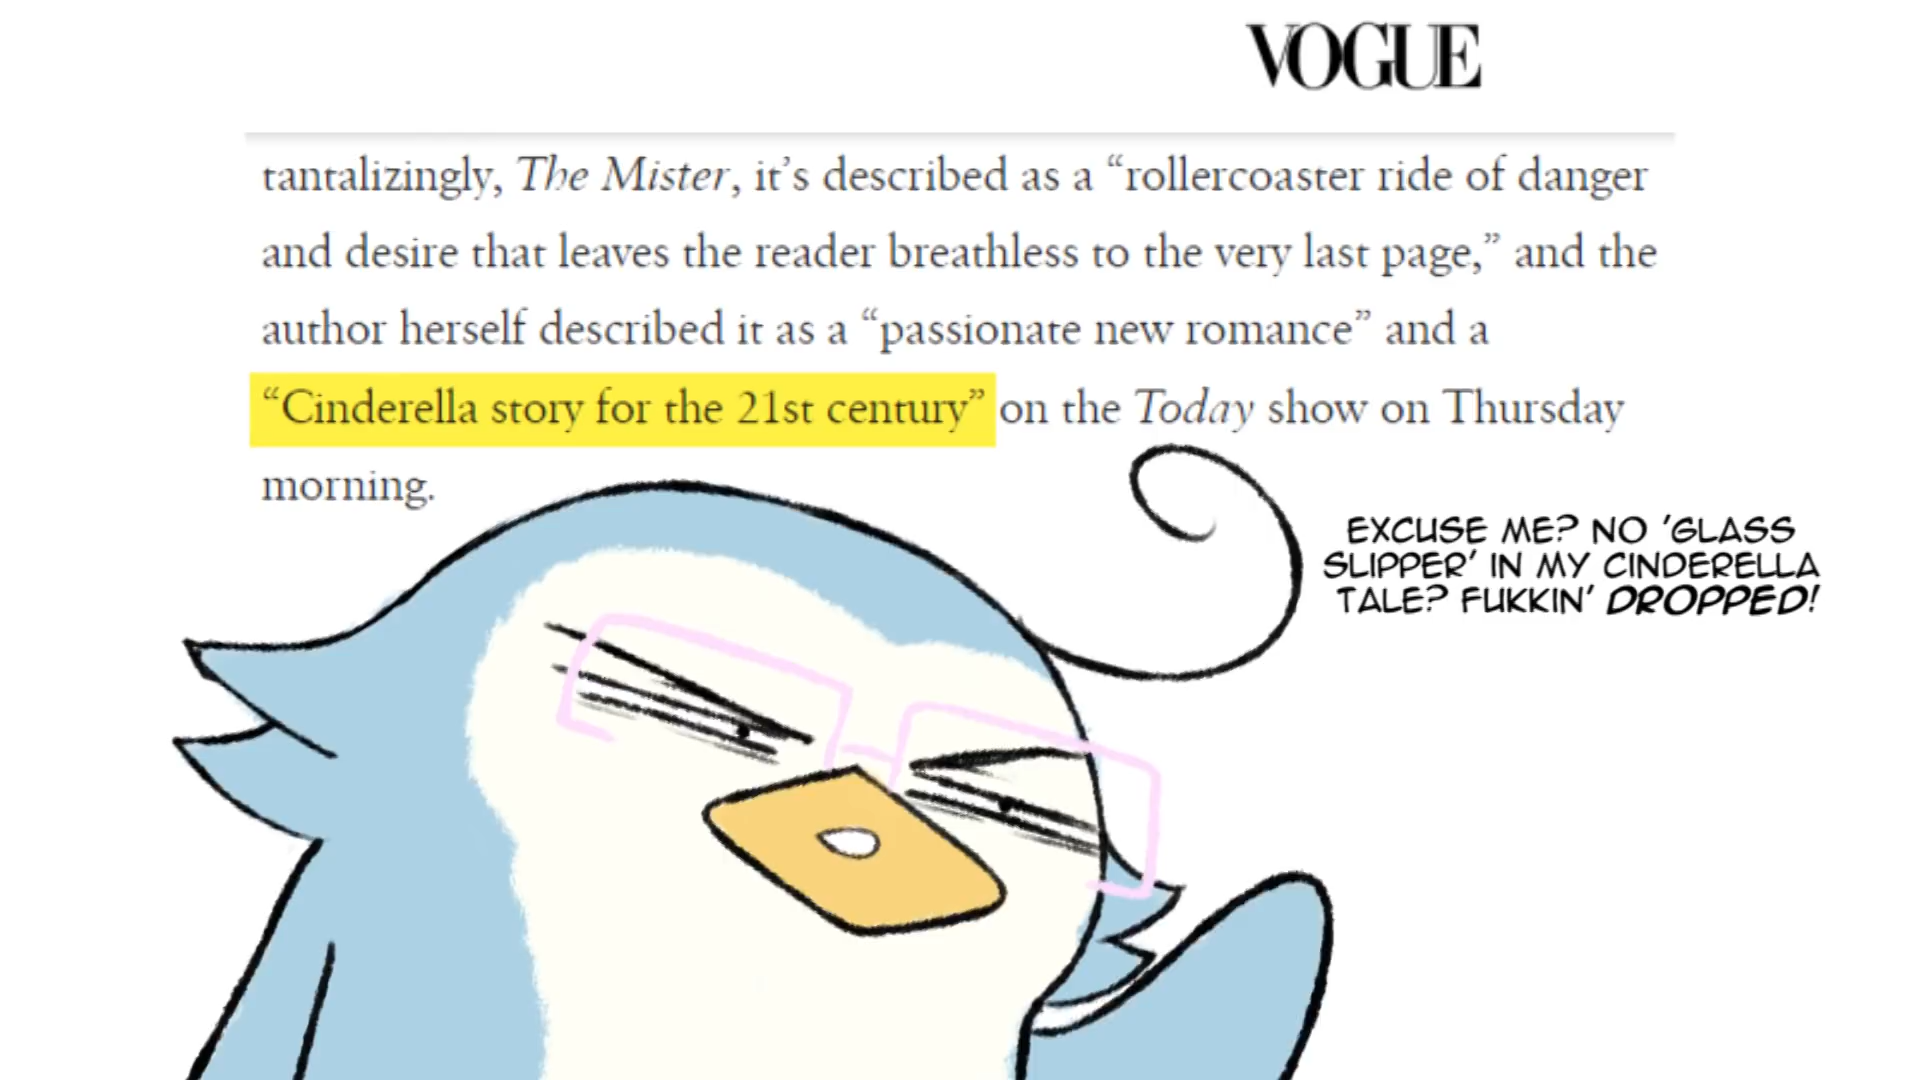 VOGUE
tantalizingly, The Mister, it’s described as a “rollercoaster ride of danger
and desire that leaves the reader breathless to the very last page,” and the
author herself described it as a “passionate new romance” and a
“Cinderella story for the 21st century” on the Today show on Thursday
morning.
EXCUSE ME? NO 'GLASS
SLIPPER' IN MY CINDERELLA
TALE? FUKKIN' DROPPED!